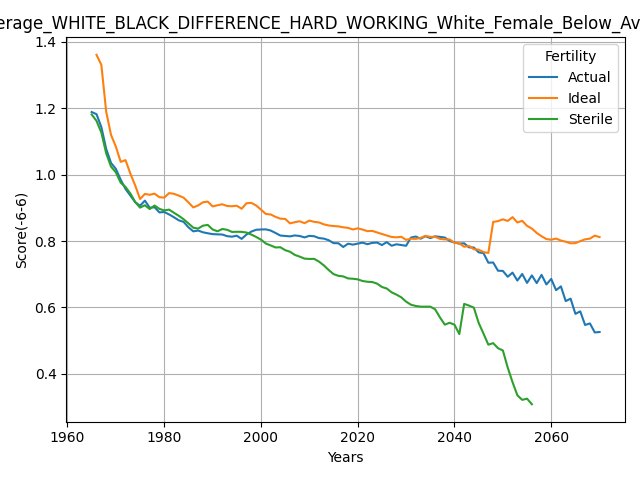 erage_WHITE_BLACK_DIFFERENCE_HARD_WORKING_White_Female_Below_Av
1.4
1.2
1.0
0.8
0.6
0.4
Score(-6-6)
Fertility
Actual
Ideal
Sterile
1960
1980
2000
2020
2040
2060
Years